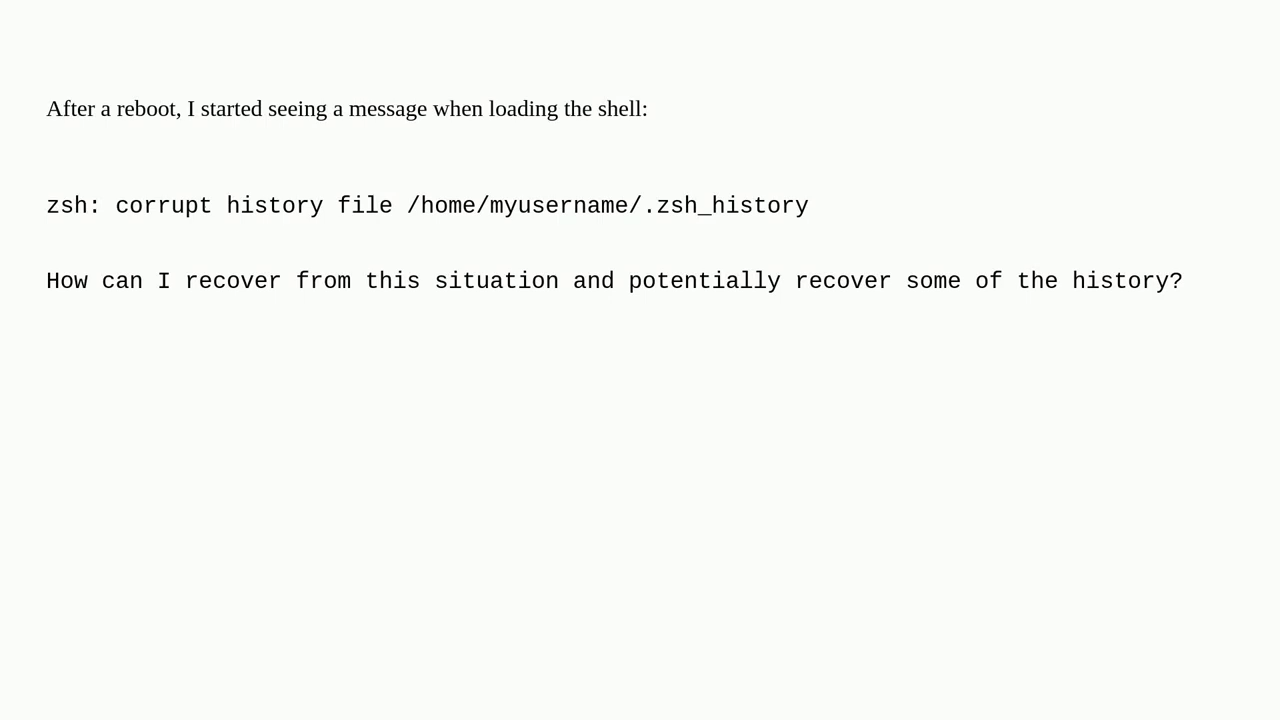 After a reboot, I started seeing a message when loading the shell:
zsh: corrupt history file /home/myusername/.zsh_history
How can I recover from this situation and potentially recover some of the history?